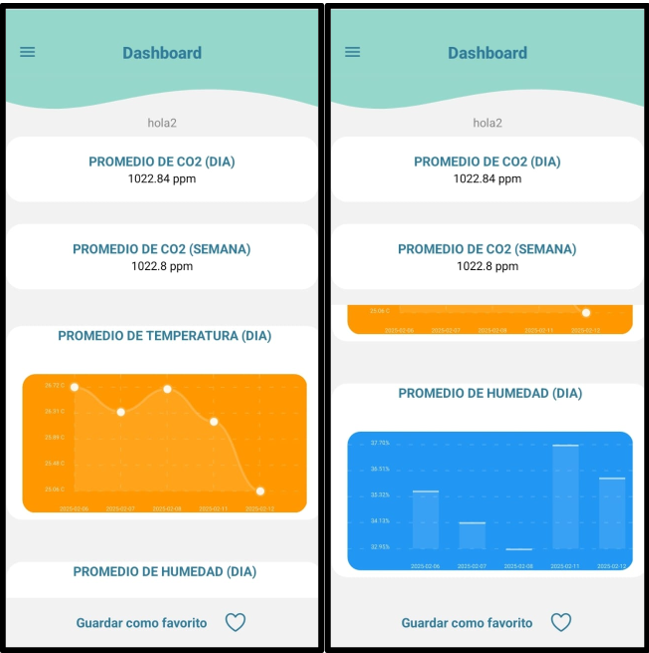 Dashboard
hola2
PROMEDIO DE CO2 (DIA)
1022.84 ppm
PROMEDIO DE CO2 (SEMANA)
1022.8 ppm
PROMEDIO DE TEMPERATURA (DIA)
26.72 C
25.89 C
25.48 C
25.06 C
2025-02-06 2025-02-07 2025-02-08 2025-02-11 2025-02-12
PROMEDIO DE HUMEDAD (DIA)
Guardar como favorito
Dashboard
hola2
PROMEDIO DE CO2 (DIA)
1022.84 ppm
PROMEDIO DE CO2 (SEMANA)
1022.8 ppm
25.06 C
2025-02-06 2025-02-07 2025-02-08 2025-02-11 2025-02-12
PROMEDIO DE HUMEDAD (DIA)
37.70%
36.51%
35.32%
34.13%
32.95%
2025-02-06 2025-02-07 2025-02-08 2025-02-11 2025-02-12
Guardar como favorito